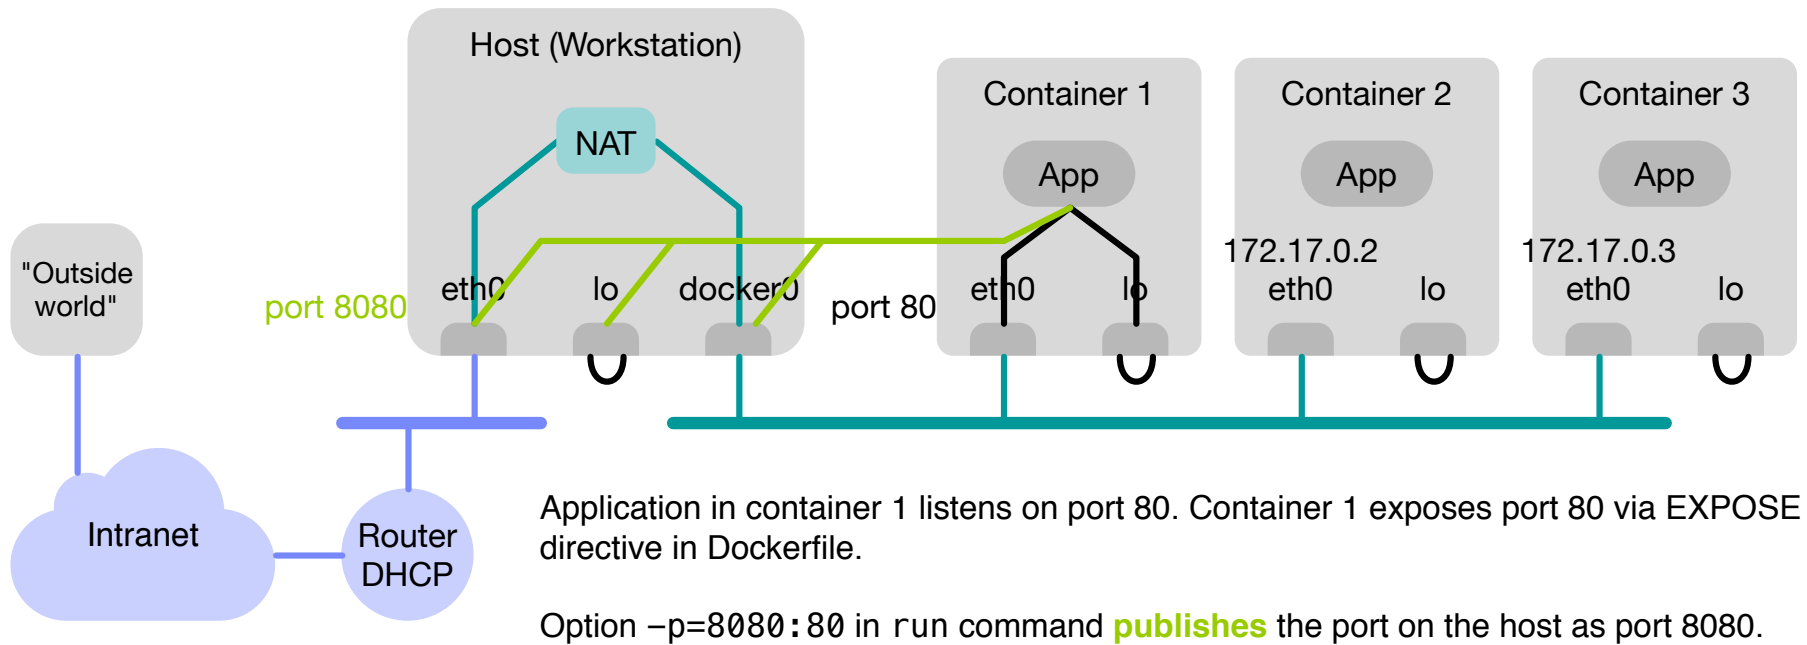 Host (Workstation)
Container 1
Container 2
Container 3
NAT
App
App
App
"Outside
world"
172.17.0.2
172.17.0.3
port 8080
eth0
lo
docker0
port 80
eth0
lo
eth0
lo
eth0
lo
Intranet
Router
DHCP
Application in container 1 listens on port 80. Container 1 exposes port 80 via EXPOSE
directive in Dockerfile.
Option –p=8080:80 in run command publishes the port on the host as port 8080.